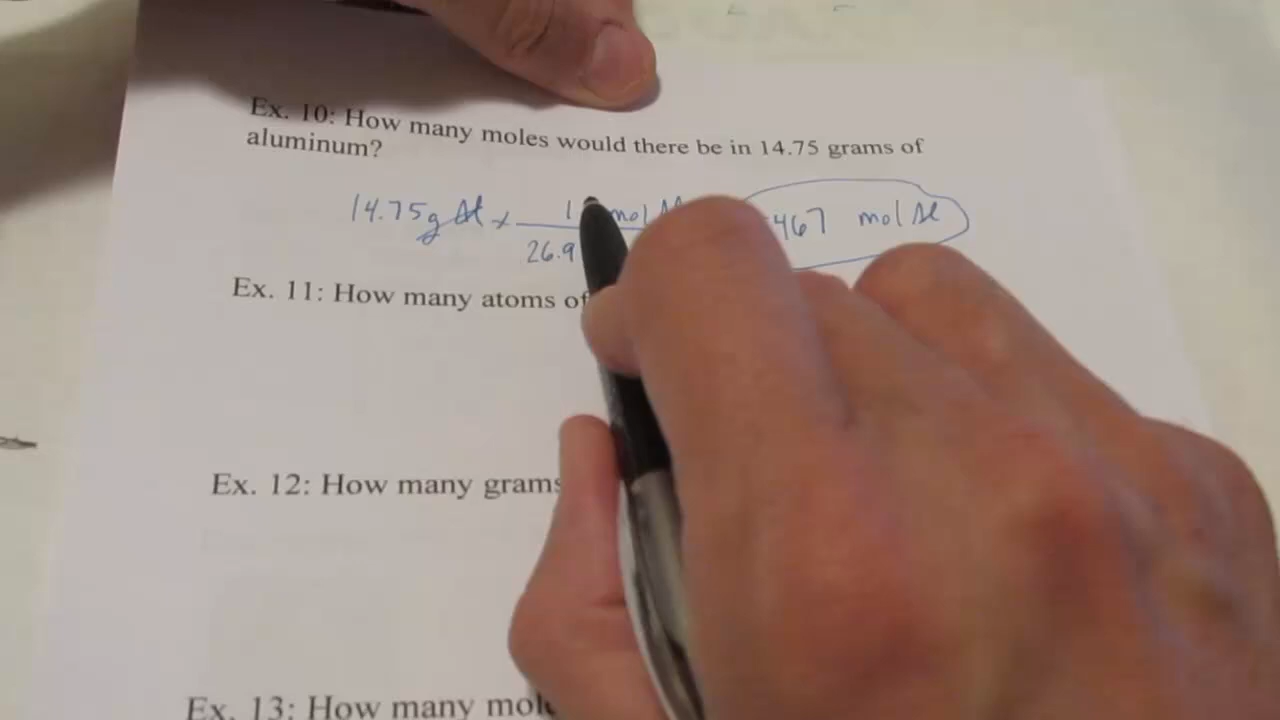 Ex. 10: How many moles would there be in 14.75 grams of
aluminum?
14.75g Al x 1 mol 467 mol Al
26.9
Ex. 11: How many atoms of
Ex. 12: How many grams
Ex. 13: How many